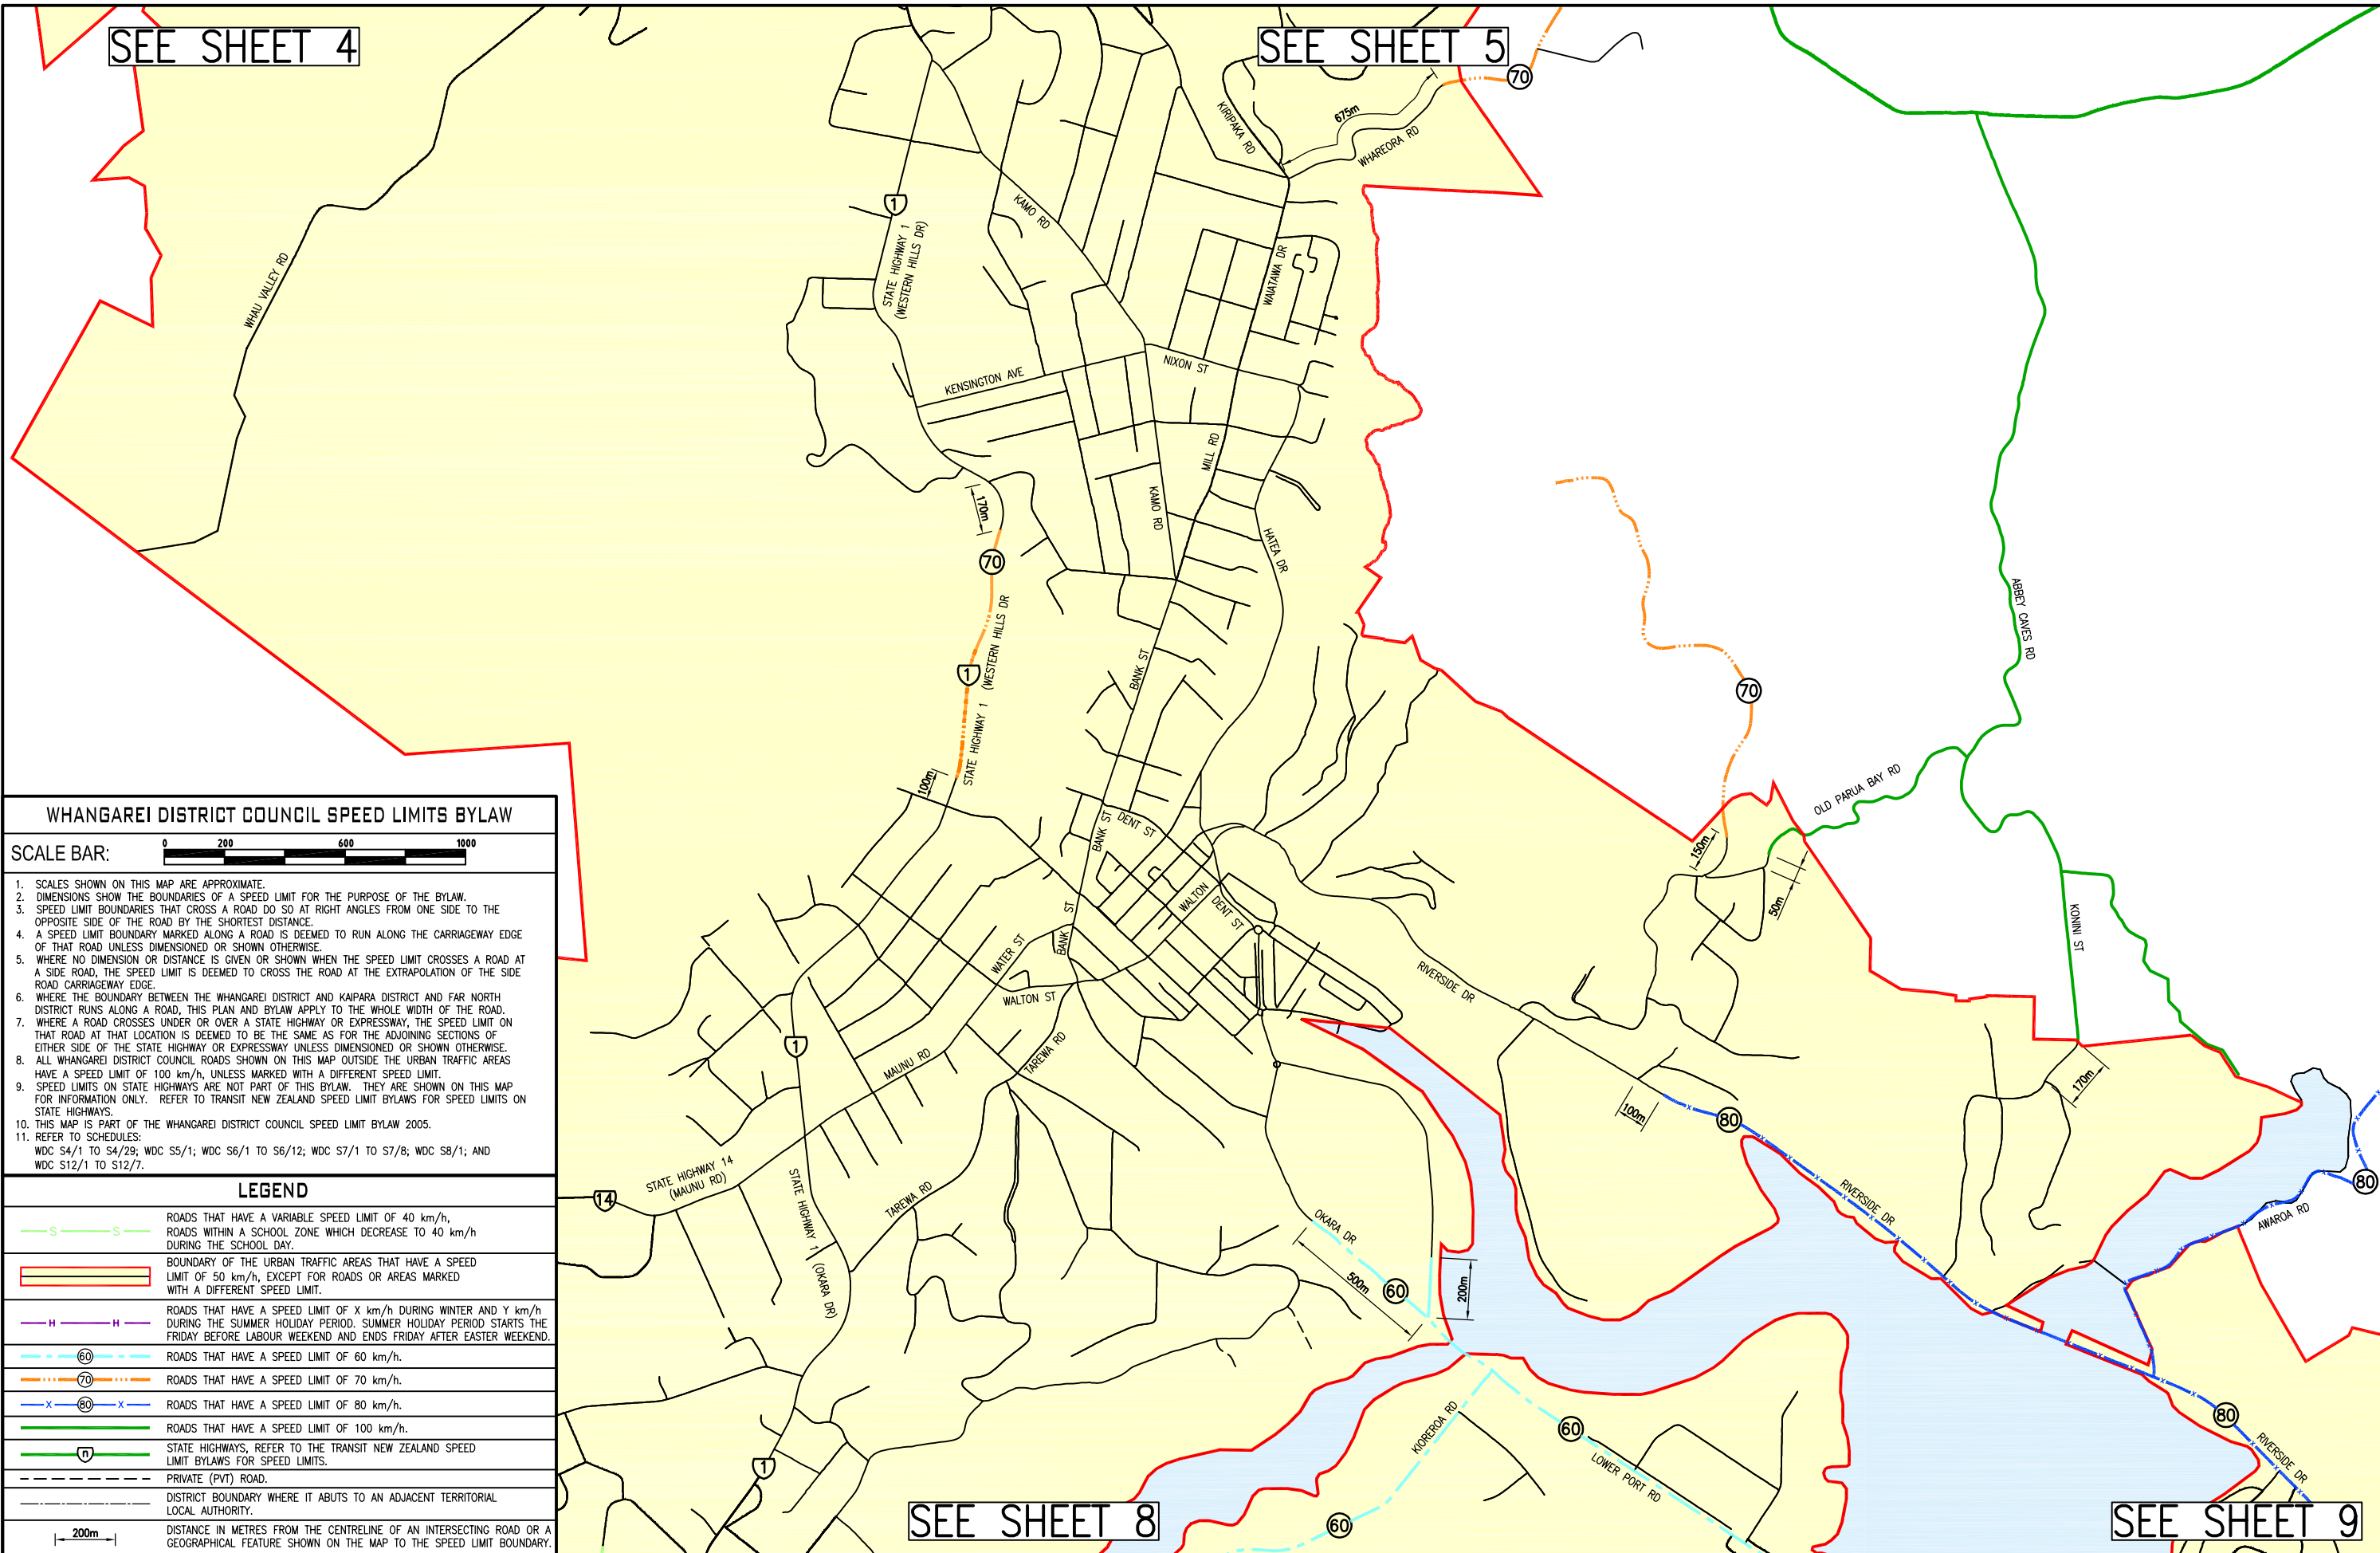 SEE SHEET 4
SEE SHEET 5
70
675m
KIRIPAKA RD
WHAREORA RD
1
STATE HIGHWAY 1
(WESTERN HILLS DR)
KAMO RD
WHAU VALLEY RD
WAIATAWA DR
NIXON ST
KENSINGTON AVE
MILL RD
KAMO RD
170m
70
HATEA DR
ABBEY CAVES RD
1
STATE HIGHWAY 1 (WESTERN HILLS DR
BANK ST
70
100m
OLD PARUA BAY RD
DENT ST
BANK ST
150m
50m
WALTON
DENT ST
KONINI ST
BANK ST
WATER ST
WALTON ST
RIVERSIDE DR
1
MAUNU RD
TAREWA RD
100m
80
170m
14
STATE HIGHWAY 14
(MAUNU RD)
STATE HIGHWAY 1 (OKARA DR)
TAREWA RD
OKARA DR
500m
60
200m
RIVERSIDE DR
AWAROA RD
80
KIOREROA RD
60
LOWER PORT RD
80
RIVERSIDE DR
1
60
SEE SHEET 8
SEE SHEET 9
WHANGAREI DISTRICT COUNCIL SPEED LIMITS BYLAW
SCALE BAR:
0 200 600 1000
1. SCALES SHOWN ON THIS MAP ARE APPROXIMATE.
2. DIMENSIONS SHOW THE BOUNDARIES OF A SPEED LIMIT FOR THE PURPOSE OF THE BYLAW.
3. SPEED LIMIT BOUNDARIES THAT CROSS A ROAD DO SO AT RIGHT ANGLES FROM ONE SIDE TO THE
OPPOSITE SIDE OF THE ROAD BY THE SHORTEST DISTANCE.
4. A SPEED LIMIT BOUNDARY MARKED ALONG A ROAD IS DEEMED TO RUN ALONG THE CARRIAGEWAY EDGE
OF THAT ROAD UNLESS DIMENSIONED OR SHOWN OTHERWISE.
5. WHERE NO DIMENSION OR DISTANCE IS GIVEN OR SHOWN WHEN THE SPEED LIMIT CROSSES A ROAD AT
A SIDE ROAD, THE SPEED LIMIT IS DEEMED TO CROSS THE ROAD AT THE EXTRAPOLATION OF THE SIDE
ROAD CARRIAGEWAY EDGE.
6. WHERE THE BOUNDARY BETWEEN THE WHANGAREI DISTRICT AND KAIPARA DISTRICT AND FAR NORTH
DISTRICT RUNS ALONG A ROAD, THIS PLAN AND BYLAW APPLY TO THE WHOLE WIDTH OF THE ROAD.
7. WHERE A ROAD CROSSES UNDER OR OVER A STATE HIGHWAY OR EXPRESSWAY, THE SPEED LIMIT ON
THAT ROAD AT THAT LOCATION IS DEEMED TO BE THE SAME AS FOR THE ADJOINING SECTIONS OF
EITHER SIDE OF THE STATE HIGHWAY OR EXPRESSWAY UNLESS DIMENSIONED OR SHOWN OTHERWISE.
8. ALL WHANGAREI DISTRICT COUNCIL ROADS SHOWN ON THIS MAP OUTSIDE THE URBAN TRAFFIC AREAS
HAVE A SPEED LIMIT OF 100 km/h, UNLESS MARKED WITH A DIFFERENT SPEED LIMIT.
9. SPEED LIMITS ON STATE HIGHWAYS ARE NOT PART OF THIS BYLAW. THEY ARE SHOWN ON THIS MAP
FOR INFORMATION ONLY. REFER TO TRANSIT NEW ZEALAND SPEED LIMIT BYLAWS FOR SPEED LIMITS ON
STATE HIGHWAYS.
10. THIS MAP IS PART OF THE WHANGAREI DISTRICT COUNCIL SPEED LIMIT BYLAW 2005.
11. REFER TO SCHEDULES:
WDC S4/1 TO S4/29; WDC S5/1; WDC S6/1 TO S6/12; WDC S7/1 TO S7/8; WDC S8/1; AND
WDC S12/1 TO S12/7.
LEGEND
S S
ROADS THAT HAVE A VARIABLE SPEED LIMIT OF 40 km/h,
ROADS WITHIN A SCHOOL ZONE WHICH DECREASE TO 40 km/h
DURING THE SCHOOL DAY.
BOUNDARY OF THE URBAN TRAFFIC AREAS THAT HAVE A SPEED
LIMIT OF 50 km/h, EXCEPT FOR ROADS OR AREAS MARKED
WITH A DIFFERENT SPEED LIMIT.
H H
ROADS THAT HAVE A SPEED LIMIT OF X km/h DURING WINTER AND Y km/h
DURING THE SUMMER HOLIDAY PERIOD. SUMMER HOLIDAY PERIOD STARTS THE
FRIDAY BEFORE LABOUR WEEKEND AND ENDS FRIDAY AFTER EASTER WEEKEND.
60 ROADS THAT HAVE A SPEED LIMIT OF 60 km/h.
70 ROADS THAT HAVE A SPEED LIMIT OF 70 km/h.
X 80 X ROADS THAT HAVE A SPEED LIMIT OF 80 km/h.
ROADS THAT HAVE A SPEED LIMIT OF 100 km/h.
n STATE HIGHWAYS, REFER TO THE TRANSIT NEW ZEALAND SPEED
LIMIT BYLAWS FOR SPEED LIMITS.
PRIVATE (PVT) ROAD.
DISTRICT BOUNDARY WHERE IT ABUTS TO AN ADJACENT TERRITORIAL
LOCAL AUTHORITY.
200m DISTANCE IN METRES FROM THE CENTRELINE OF AN INTERSECTING ROAD OR A
GEOGRAPHICAL FEATURE SHOWN ON THE MAP TO THE SPEED LIMIT BOUNDARY.